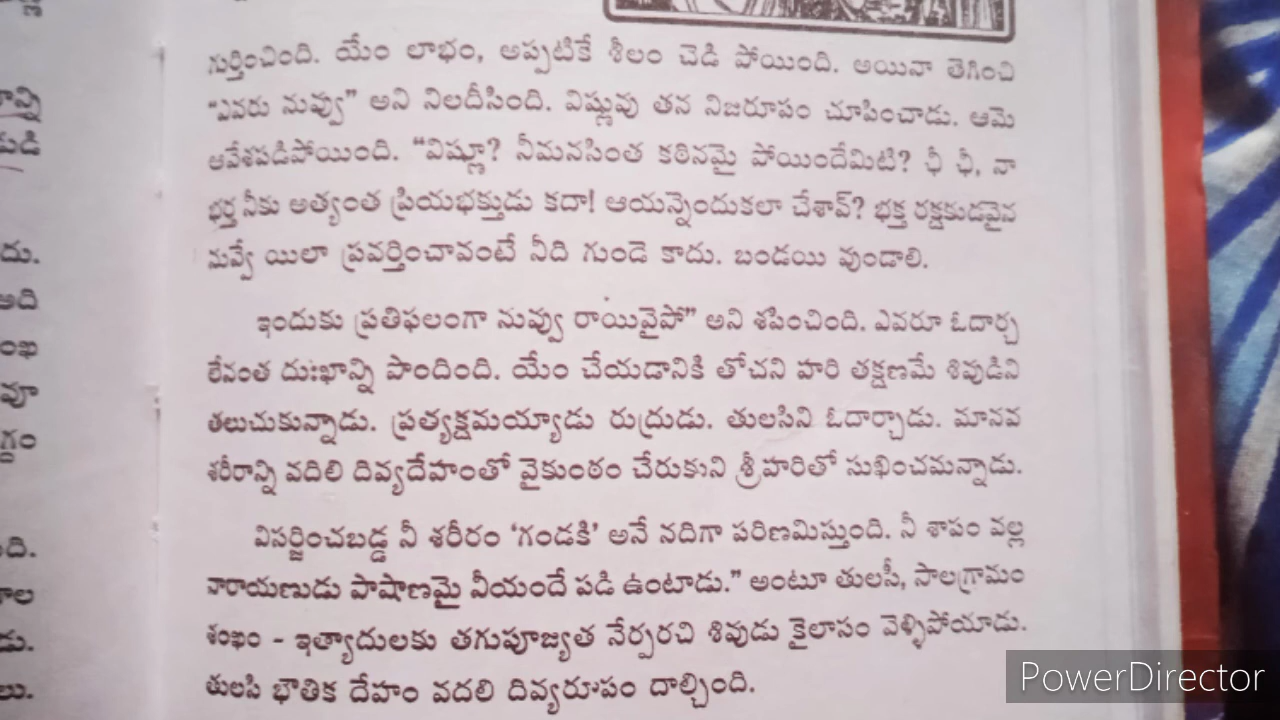 గుర్తించింది. యేం లాభం, అప్పటికే శీలం చెడి పోయింది. అయినా తెగించి
"ఎవరు నువ్వు" అని నిలదీసింది. విష్ణువు తన నిజరూపం చూపించాడు. ఆమె
ఆవేశపడిపోయింది. "విష్ణూ? నీమనసింత కఠినమై పోయిందేమిటి? ఛీ ఛీ, నా
భర్త నీకు అత్యంత ప్రియభక్తుడు కదా! ఆయన్నెందుకలా చేశావ్? భక్త రక్షకుడవైన
నువ్వే యిలా ప్రవర్తించావంటే నీది గుండె కాదు. బండయి వుండాలి.
ఇందుకు ప్రతిఫలంగా నువ్వు రాయివైపో" అని శపించింది. ఎవరూ ఓదార్చ
లేనంత దుఃఖాన్ని పొందింది. యేం చేయడానికి తోచని హరి తక్షణమే శివుడిని
తలుచుకున్నాడు. ప్రత్యక్షమయ్యాడు రుద్రుడు. తులసిని ఓదార్చాడు. మానవ
శరీరాన్ని వదిలి దివ్యదేహంతో వైకుంఠం చేరుకుని శ్రీహరితో సుఖించమన్నాడు.
విసర్జించబడ్డ నీ శరీరం 'గండకి' అనే నదిగా పరిణమిస్తుంది. నీ శాపం వల్ల
నారాయణుడు పాషాణమై నీయందే పడి ఉంటాడు." అంటూ తులసీ, సాలగ్రామం
శంఖం - ఇత్యాదులకు తగుపూజ్యత నేర్పరచి శివుడు కైలాసం వెళ్ళిపోయాడు.
తులసి భౌతిక దేహం వదలి దివ్యరూపం దాల్చింది.
PowerDirector